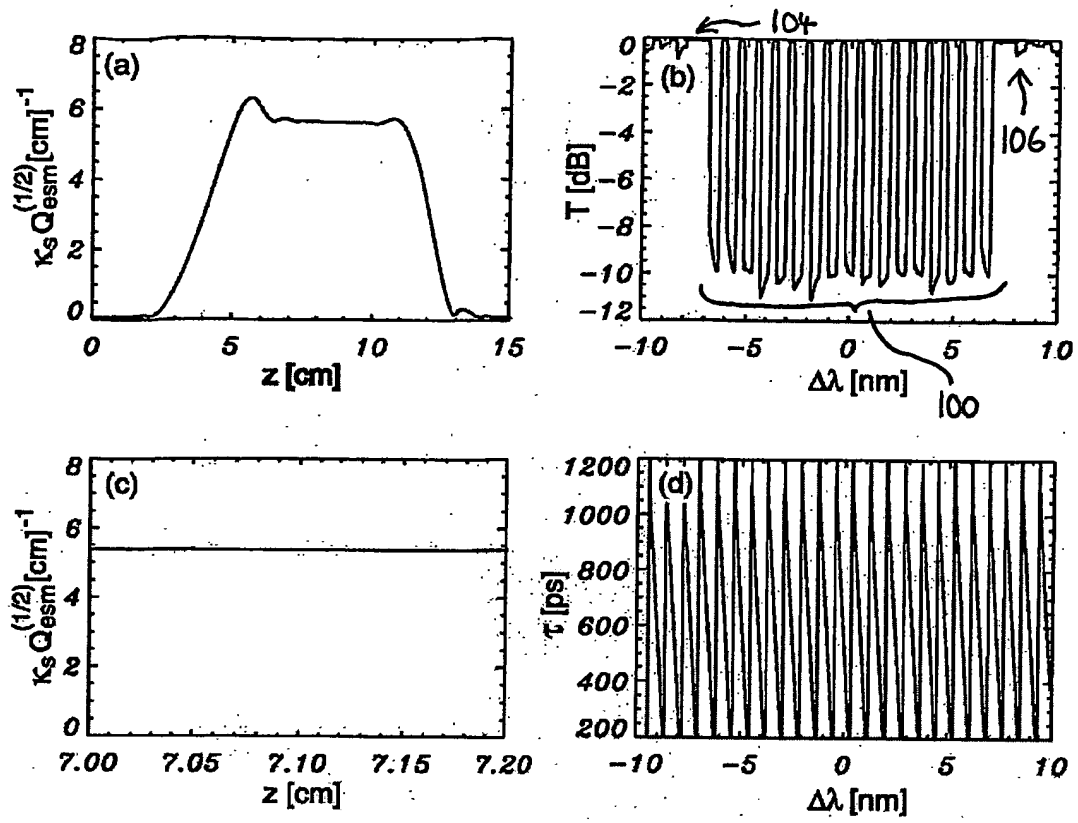 (a)
8
6
4
2
0
κs Q esm (1/2) [cm]-1
0 5 10 15
z [cm]
104
(b)
0
-2
-4
-6
-8
-10
-12
T [dB]
106
-10 -5 0 5 10
Δλ [nm]
100
(c)
8
6
4
2
0
κs Q esm (1/2) [cm]-1
7.00 7.05 7.10 7.15 7.20
z [cm]
(d)
1200
1000
800
600
400
200
τ [ps]
-10 -5 0 5 10
Δλ [nm]